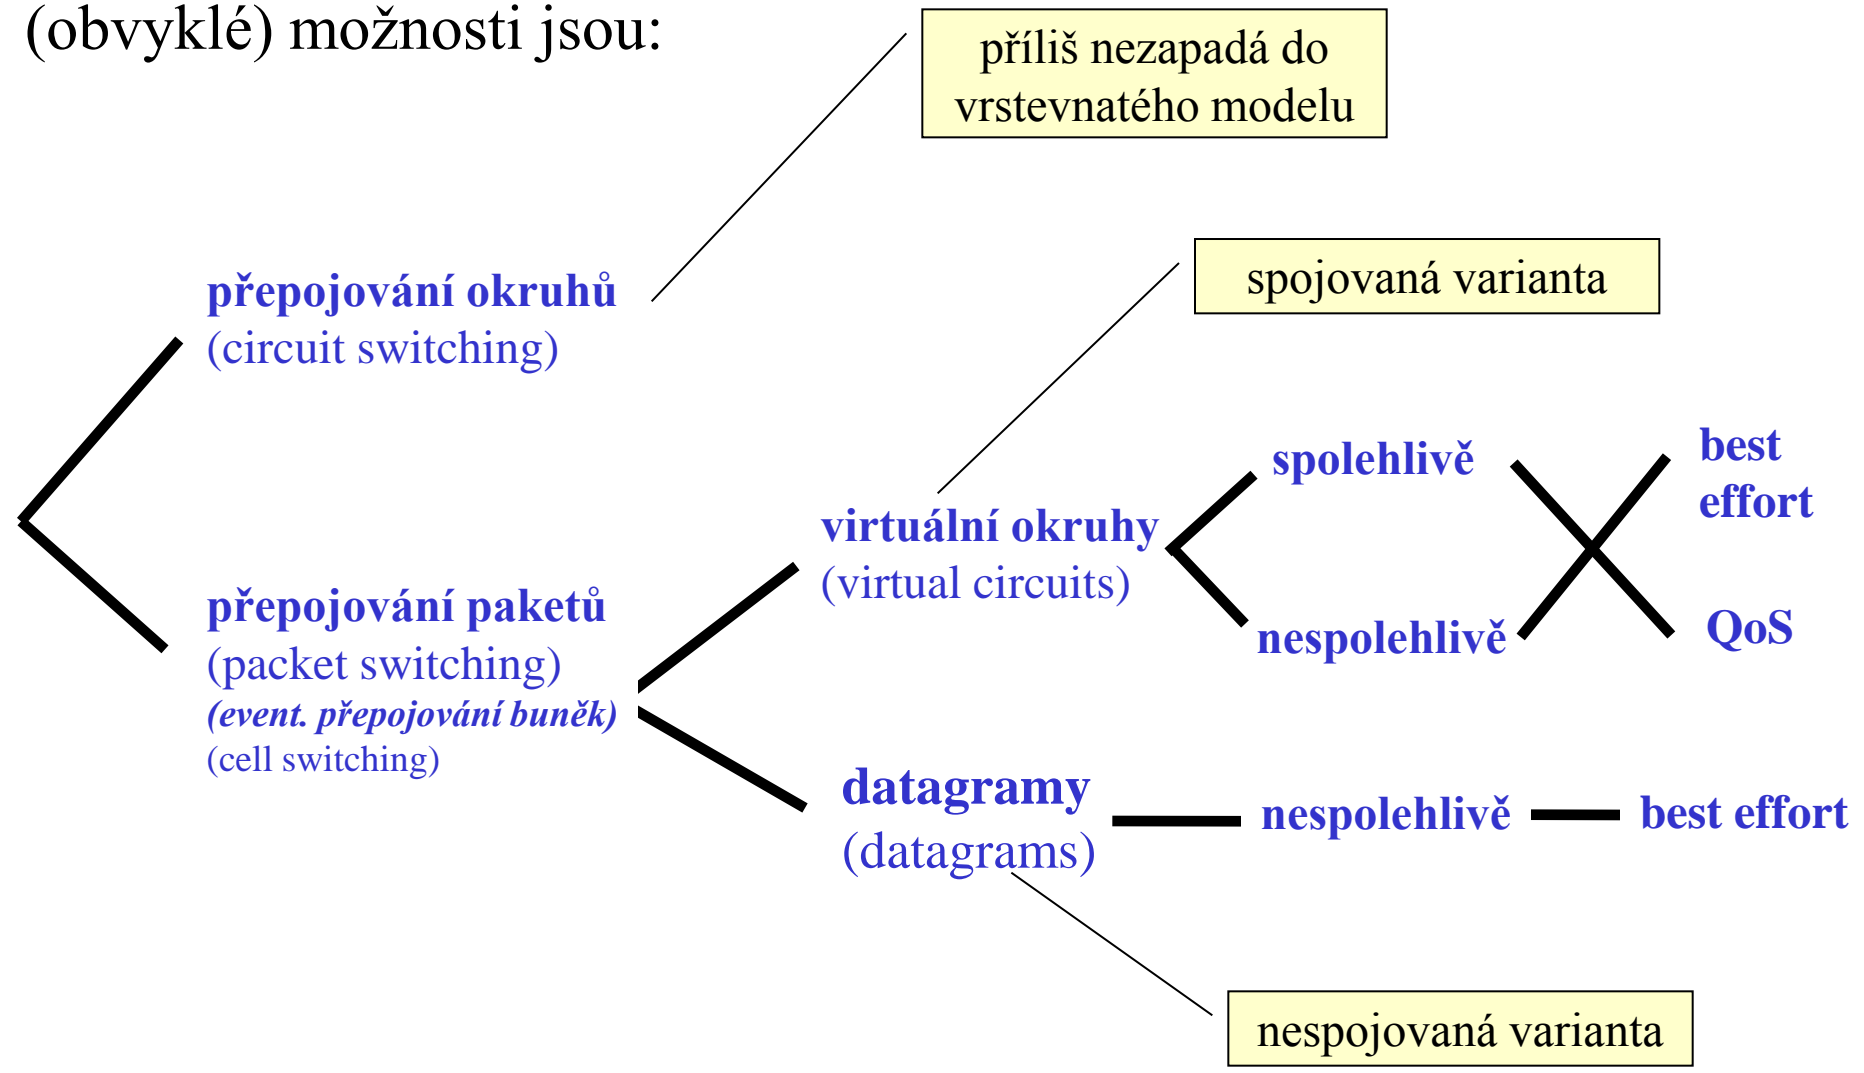 (obvyklé) možnosti jsou:
příliš nezapadá do
vrstevnatého modelu
přepojování okruhů
(circuit switching)
spojovaná varianta
virtuální okruhy
(virtual circuits)
spolehlivě
nespolehlivě
best
effort
QoS
přepojování paketů
(packet switching)
(event. přepojování buněk)
(cell switching)
datagramy
(datagrams)
nespolehlivě
best effort
nespojovaná varianta